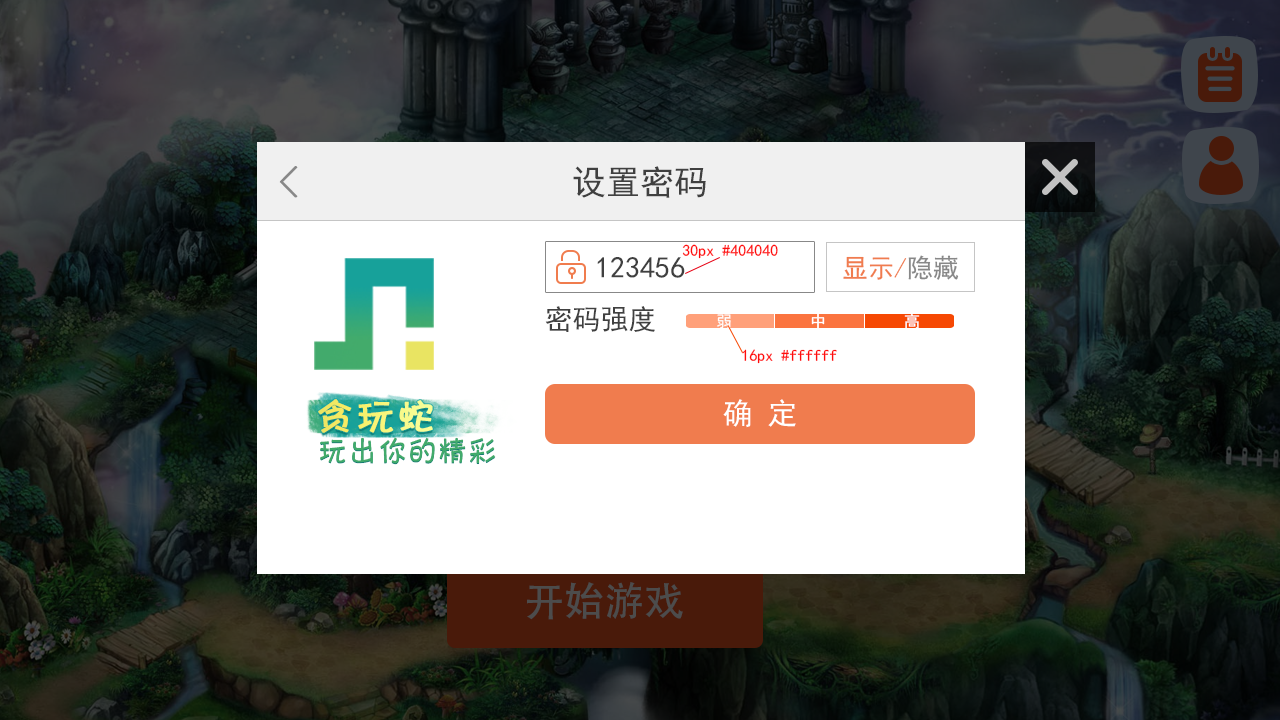 设置密码
30px #404040
123456
显示/隐藏
密码强度
弱 中 高
16px #ffffff
确 定
贪玩蛇
玩出你的精彩
开始游戏